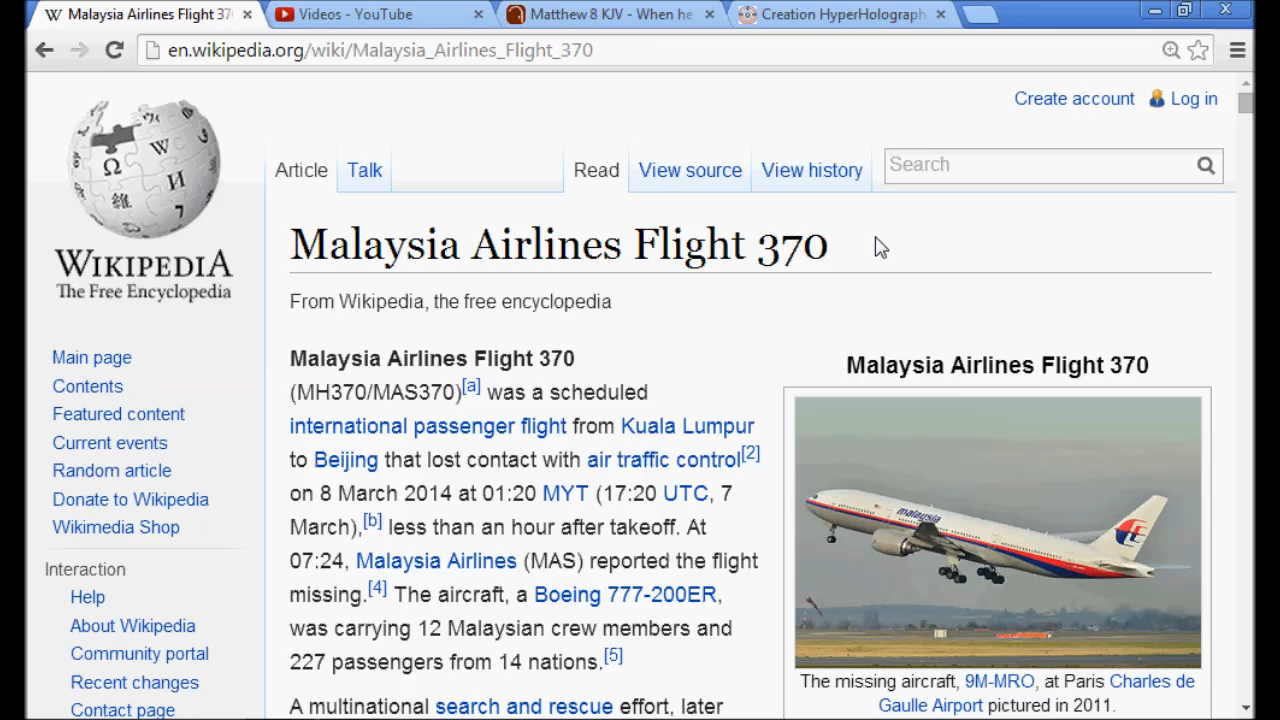 Malaysia Airlines Flight 370
Videos - YouTube
Matthew 8 KJV - When he
Creation HyperHolograph
en.wikipedia.org/wiki/Malaysia_Airlines_Flight_370
Create account
Log in
Article
Talk
Read
View source
View history
Search
WIKIPEDIA
The Free Encyclopedia
Malaysia Airlines Flight 370
From Wikipedia, the free encyclopedia
Main page
Contents
Featured content
Current events
Random article
Donate to Wikipedia
Wikimedia Shop
Interaction
Help
About Wikipedia
Community portal
Recent changes
Contact page
Malaysia Airlines Flight 370
(MH370/MAS370)[a] was a scheduled
international passenger flight from Kuala Lumpur
to Beijing that lost contact with air traffic control[2]
on 8 March 2014 at 01:20 MYT (17:20 UTC, 7
March),[b] less than an hour after takeoff. At
07:24, Malaysia Airlines (MAS) reported the flight
missing.[4] The aircraft, a Boeing 777-200ER,
was carrying 12 Malaysian crew members and
227 passengers from 14 nations.[5]
A multinational search and rescue effort, later
Malaysia Airlines Flight 370
malaysia
The missing aircraft, 9M-MRO, at Paris Charles de
Gaulle Airport pictured in 2011.